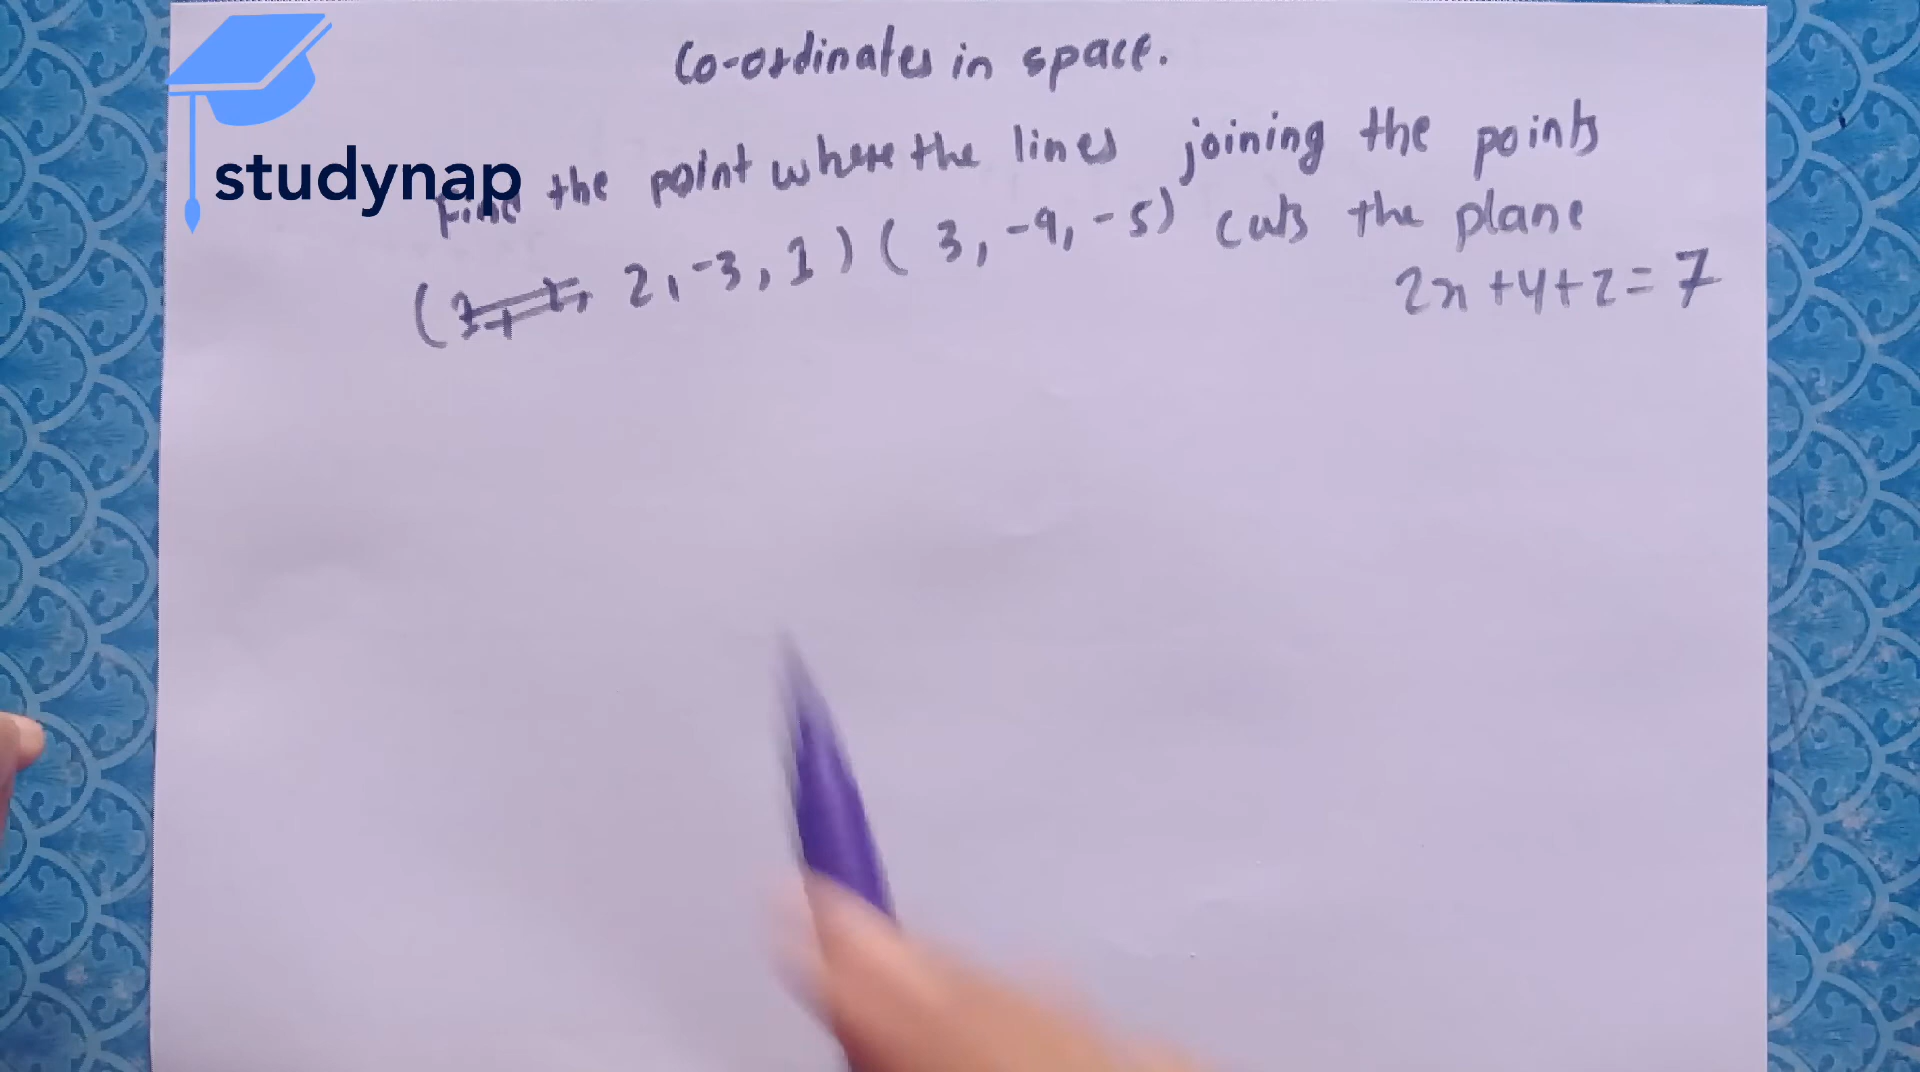 Co-ordinates in space.
studynap
Find the point where the lines joining the points
( 2, -3, 1 ) ( 3, -4, -5) cuts the plane
2x + y + z = 7